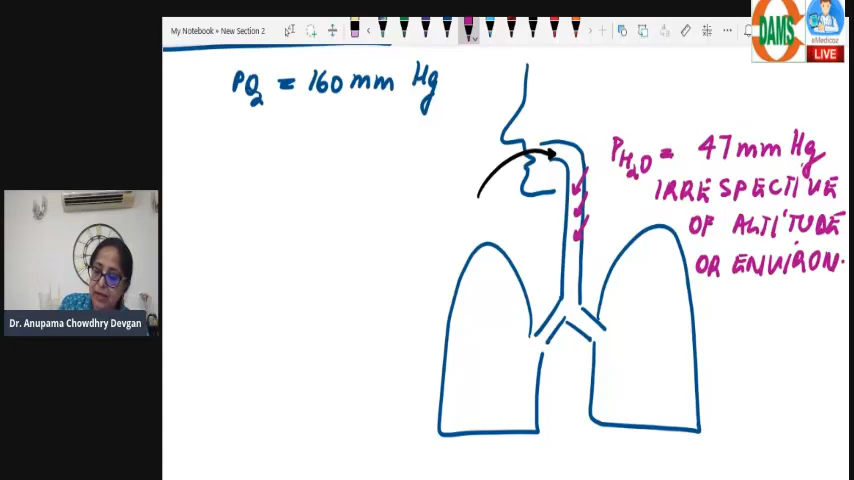 My Notebook » New Section 2
DAMS
eMedicoz
LIVE
PO2 = 160 mm Hg
PH2O = 47 mm Hg
IRRESPECTIVE
OF ALTITUDE
OR ENVIRON.
Dr. Anupama Chowdhry Devgan